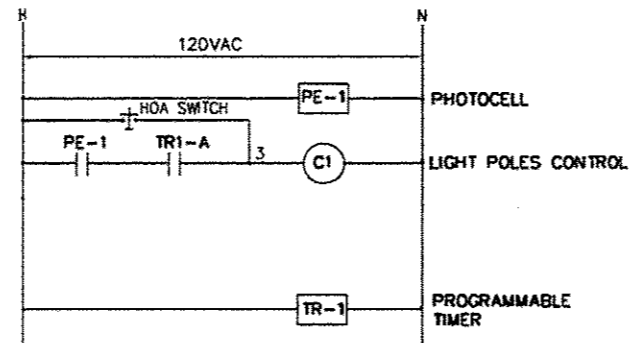 H N
120VAC
PE-1 PHOTOCELL
HOA SWITCH
PE-1 TR1-A
3 C1 LIGHT POLES CONTROL
TR-1 PROGRAMMABLE
TIMER